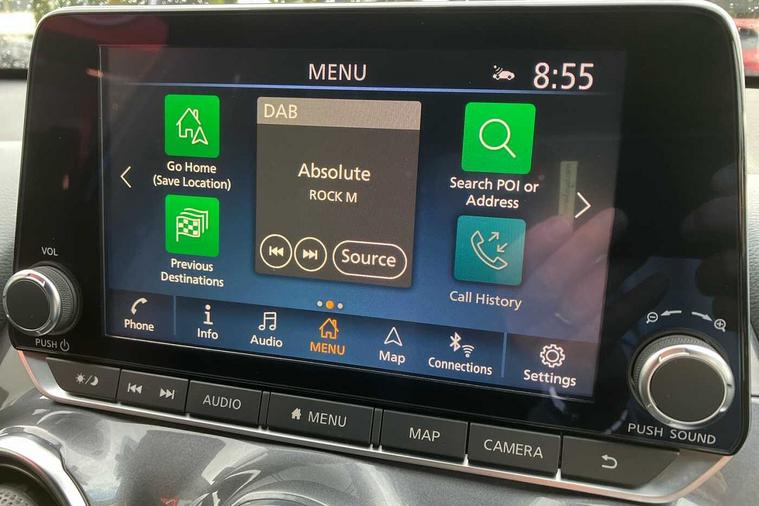 MENU
8:55
Go Home
(Save Location)
DAB
Absolute
ROCK M
Source
Search POI or
Address
Previous
Destinations
Call History
Phone
Info
Audio
MENU
Map
Connections
Settings
VOL
PUSH
AUDIO
MENU
MAP
CAMERA
PUSH SOUND